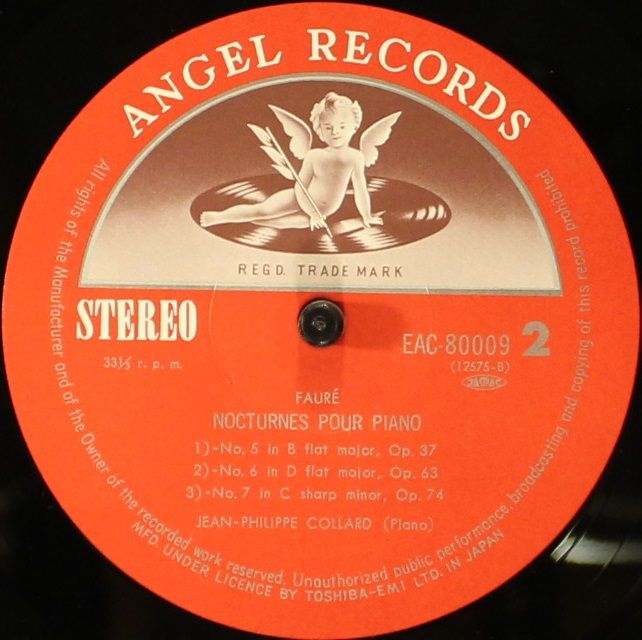 ANGEL RECORDS
REGD. TRADE MARK
STEREO
33⅓ r. p. m.
EAC-80009 2
(12575-B)
JASRAC
FAURÉ
NOCTURNES POUR PIANO
1)-No. 5 in B flat major, Op. 37
2)-No. 6 in D flat major, Op. 63
3)-No. 7 in C sharp minor, Op. 74
JEAN-PHILIPPE COLLARD (Piano)
All rights of the Manufacturer and of the Owner of the recorded work reserved. Unauthorized public performance, broadcasting and copying of this record prohibited
MFD. UNDER LICENCE BY TOSHIBA-EMI LTD. IN JAPAN